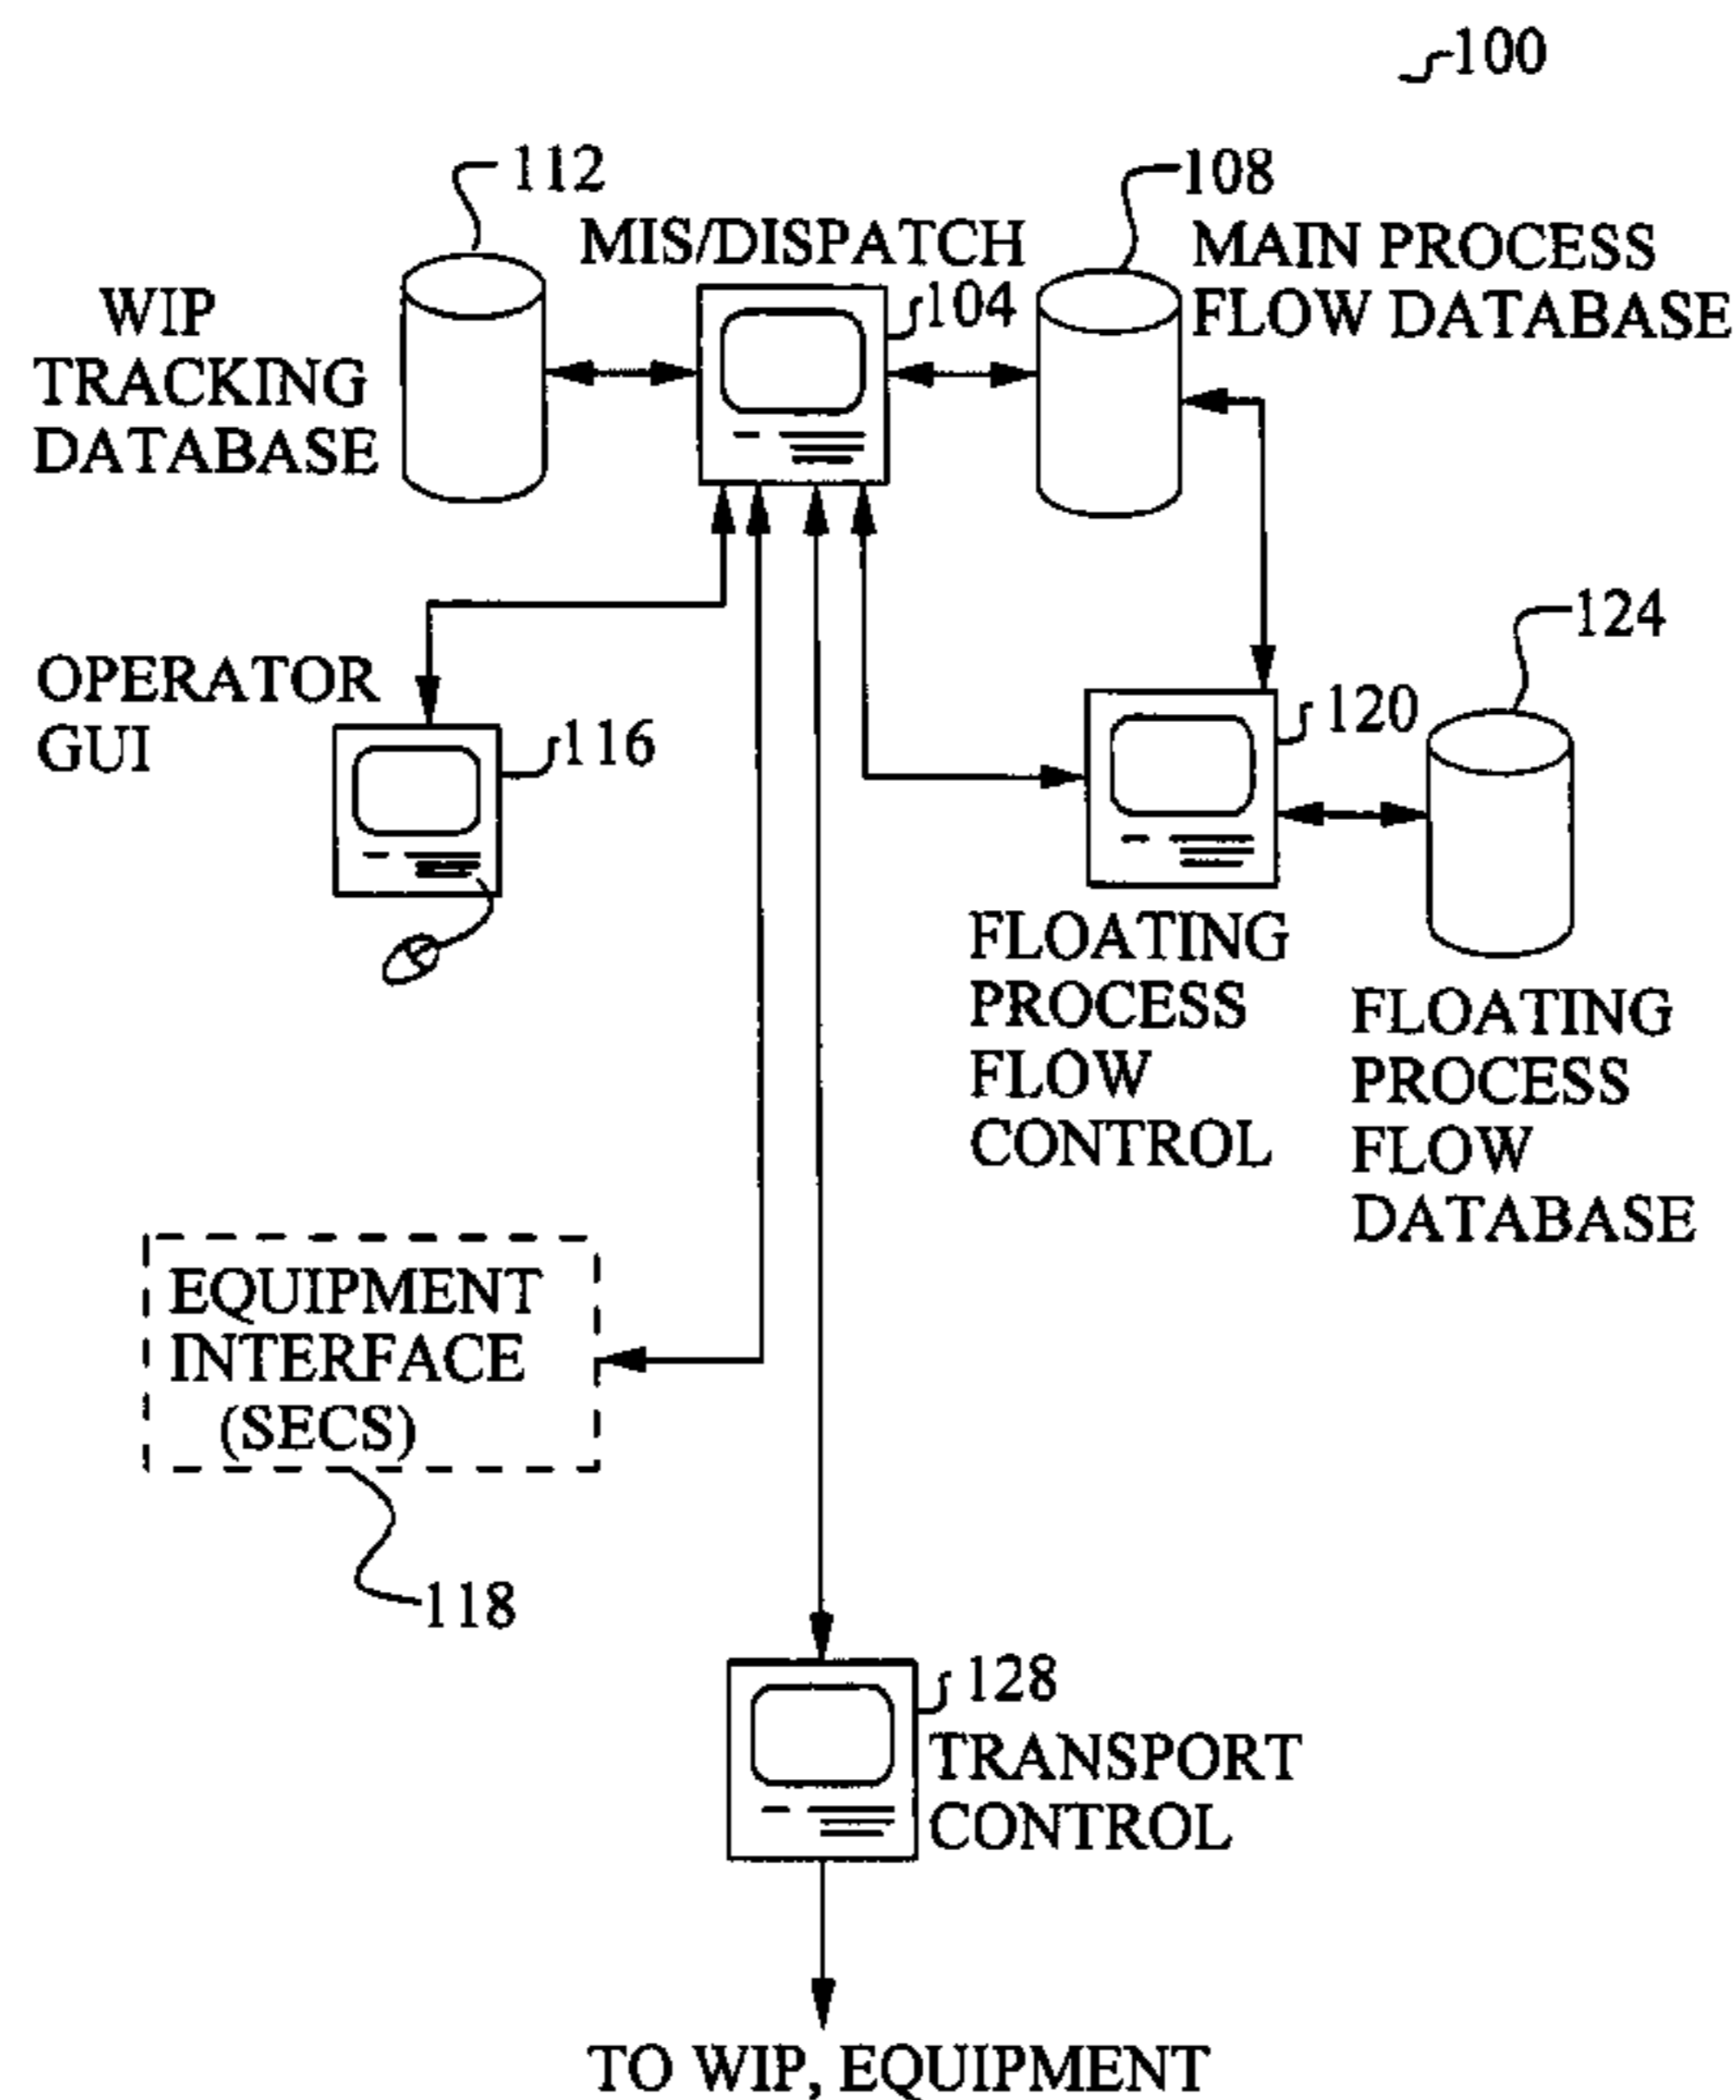 100
112
108
MIS/DISPATCH
MAIN PROCESS
FLOW DATABASE
104
WIP
TRACKING
DATABASE
124
OPERATOR
GUI
116
120
FLOATING
PROCESS
FLOW
CONTROL
FLOATING
PROCESS
FLOW
DATABASE
EQUIPMENT
INTERFACE
(SECS)
118
128
TRANSPORT
CONTROL
TO WIP, EQUIPMENT